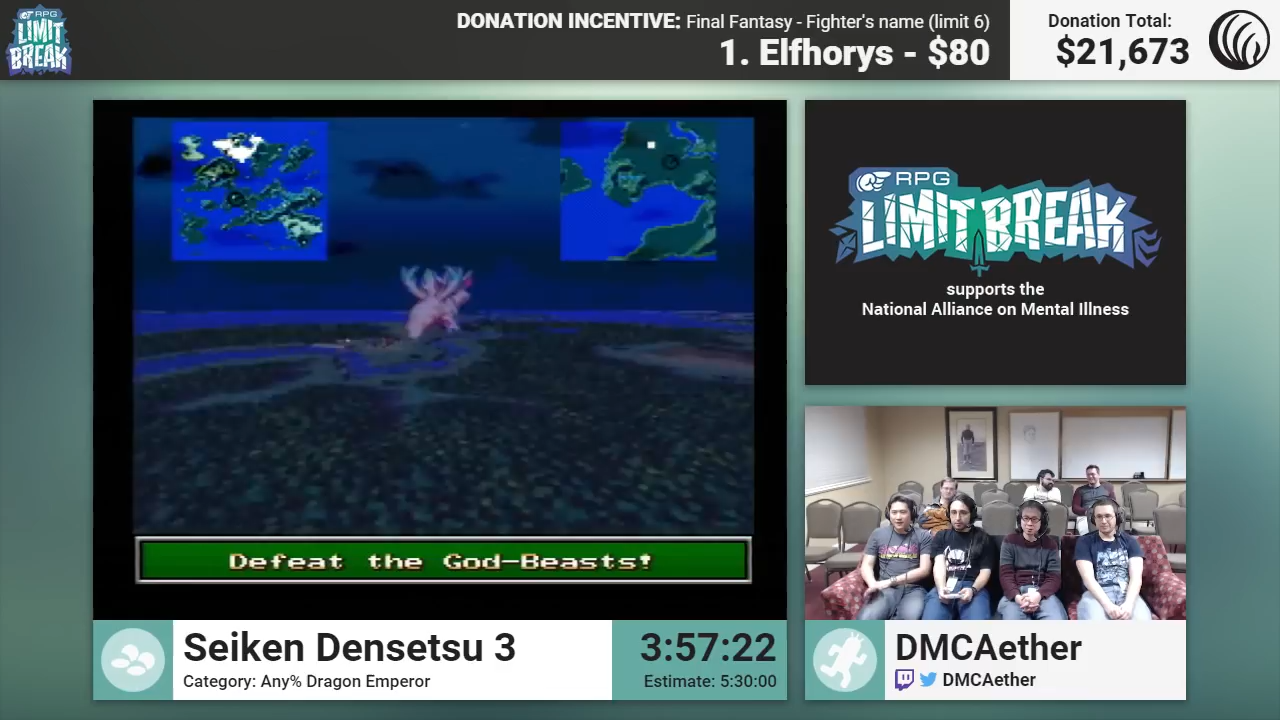 RPG
LIMIT
BREAK
DONATION INCENTIVE: Final Fantasy - Fighter's name (limit 6)
1. Elfhorys - $80
Donation Total:
$21,673
RPG
LIMIT BREAK
supports the
National Alliance on Mental Illness
Defeat the God-Beasts!
Seiken Densetsu 3
Category: Any% Dragon Emperor
3:57:22
Estimate: 5:30:00
DMCAether
DMCAether